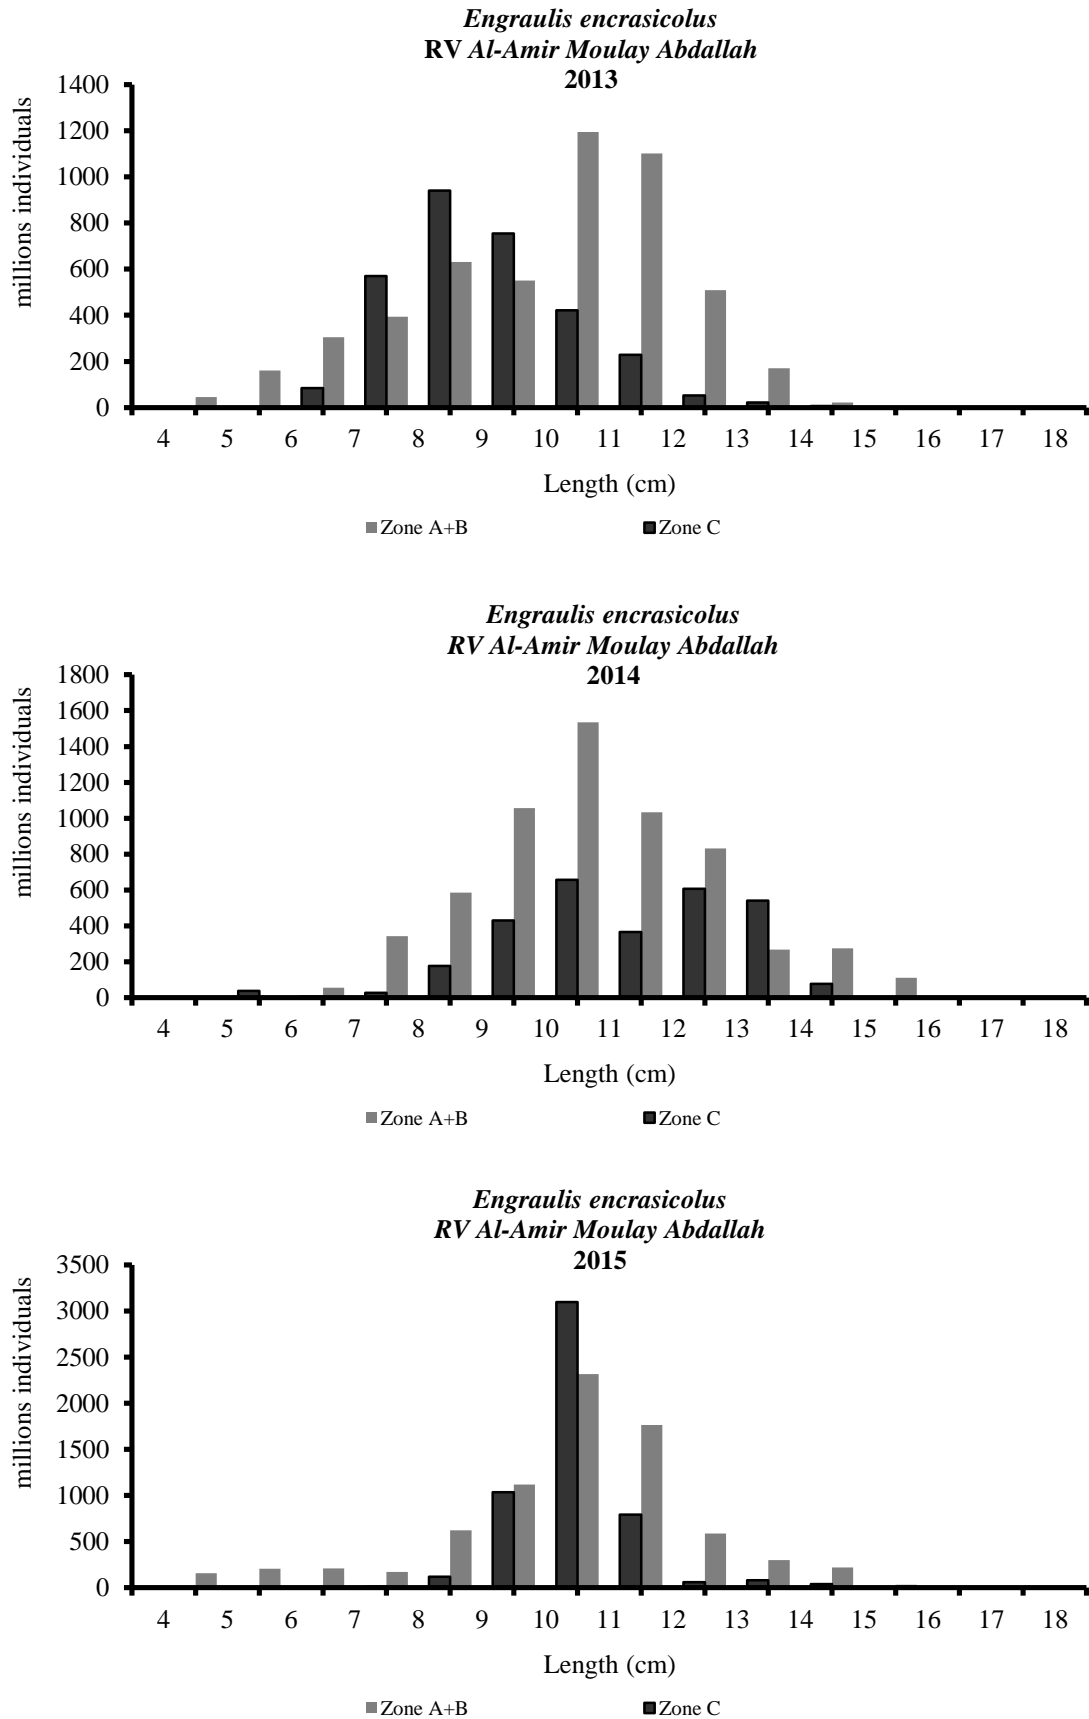 Engraulis encrasicolus
RV Al-Amir Moulay Abdallah
2013
millions individuals
1400
1200
1000
800
600
400
200
0
4 5 6 7 8 9 10 11 12 13 14 15 16 17 18
Length (cm)
Zone A+B Zone C
Engraulis encrasicolus
RV Al-Amir Moulay Abdallah
2014
millions individuals
1800
1600
1400
1200
1000
800
600
400
200
0
4 5 6 7 8 9 10 11 12 13 14 15 16 17 18
Length (cm)
Zone A+B Zone C
Engraulis encrasicolus
RV Al-Amir Moulay Abdallah
2015
millions individuals
3500
3000
2500
2000
1500
1000
500
0
4 5 6 7 8 9 10 11 12 13 14 15 16 17 18
Length (cm)
Zone A+B Zone C